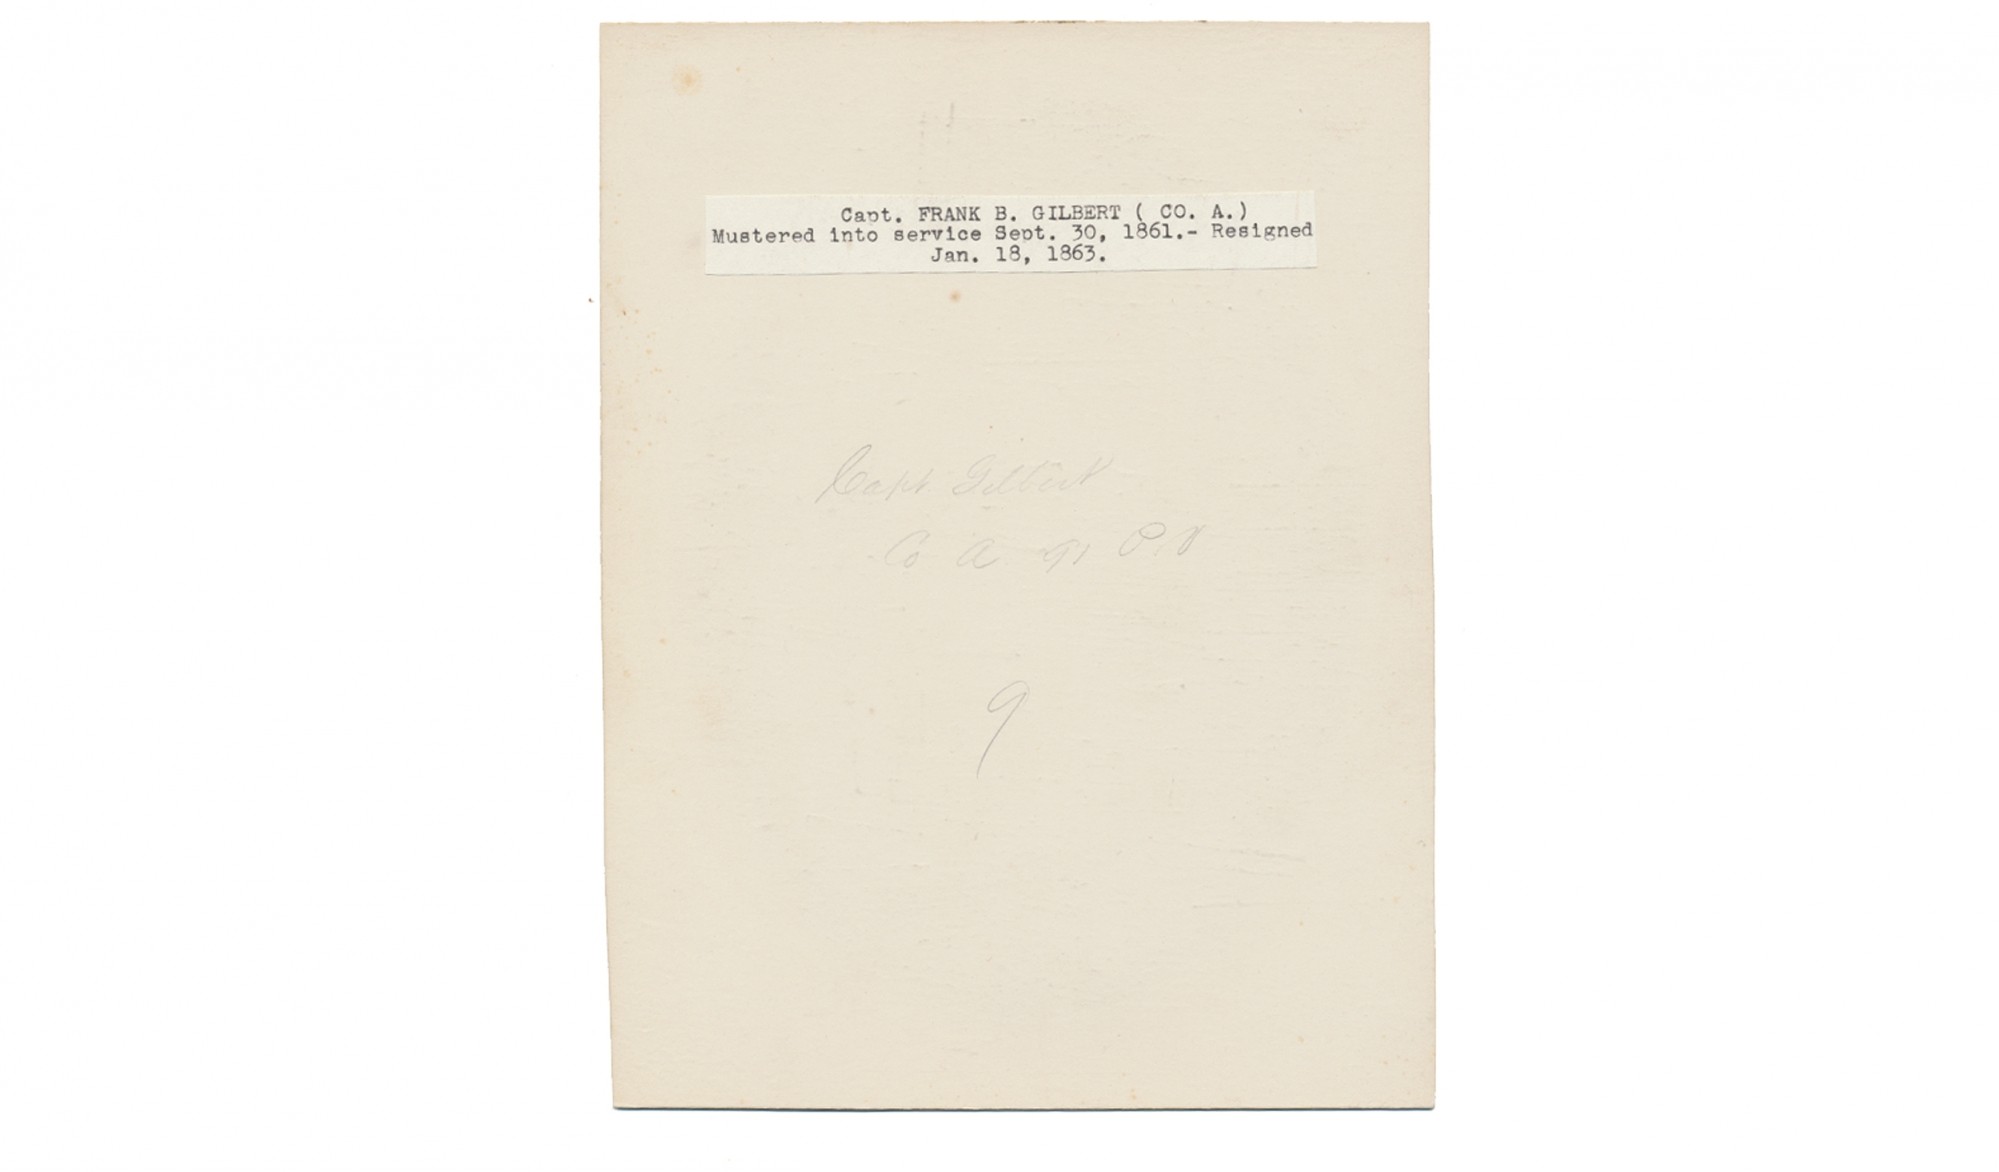 Capt. FRANK B. GILBERT ( CO. A.)
Mustered into service Sept. 30, 1861.- Resigned
Jan. 18, 1863.
Capt Gilbert
Co A 91 P.V
9